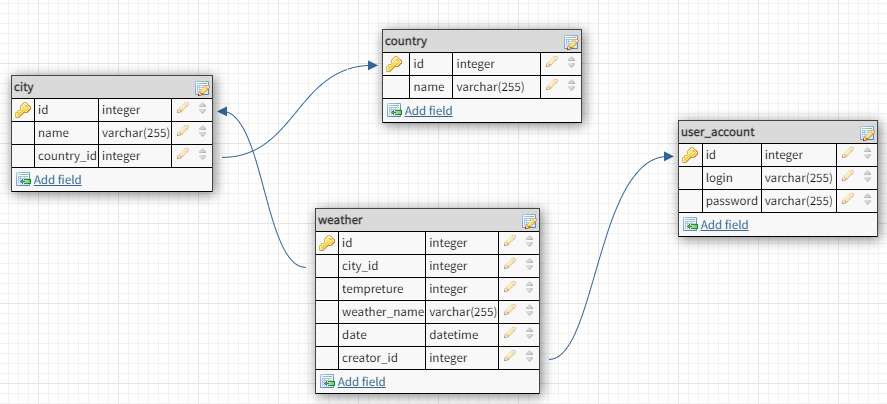 country
id integer
name varchar(255)
Add field
city
id integer
name varchar(255)
country_id integer
Add field
user_account
id integer
login varchar(255)
password varchar(255)
Add field
weather
id integer
city_id integer
tempreture integer
weather_name varchar(255)
date datetime
creator_id integer
Add field